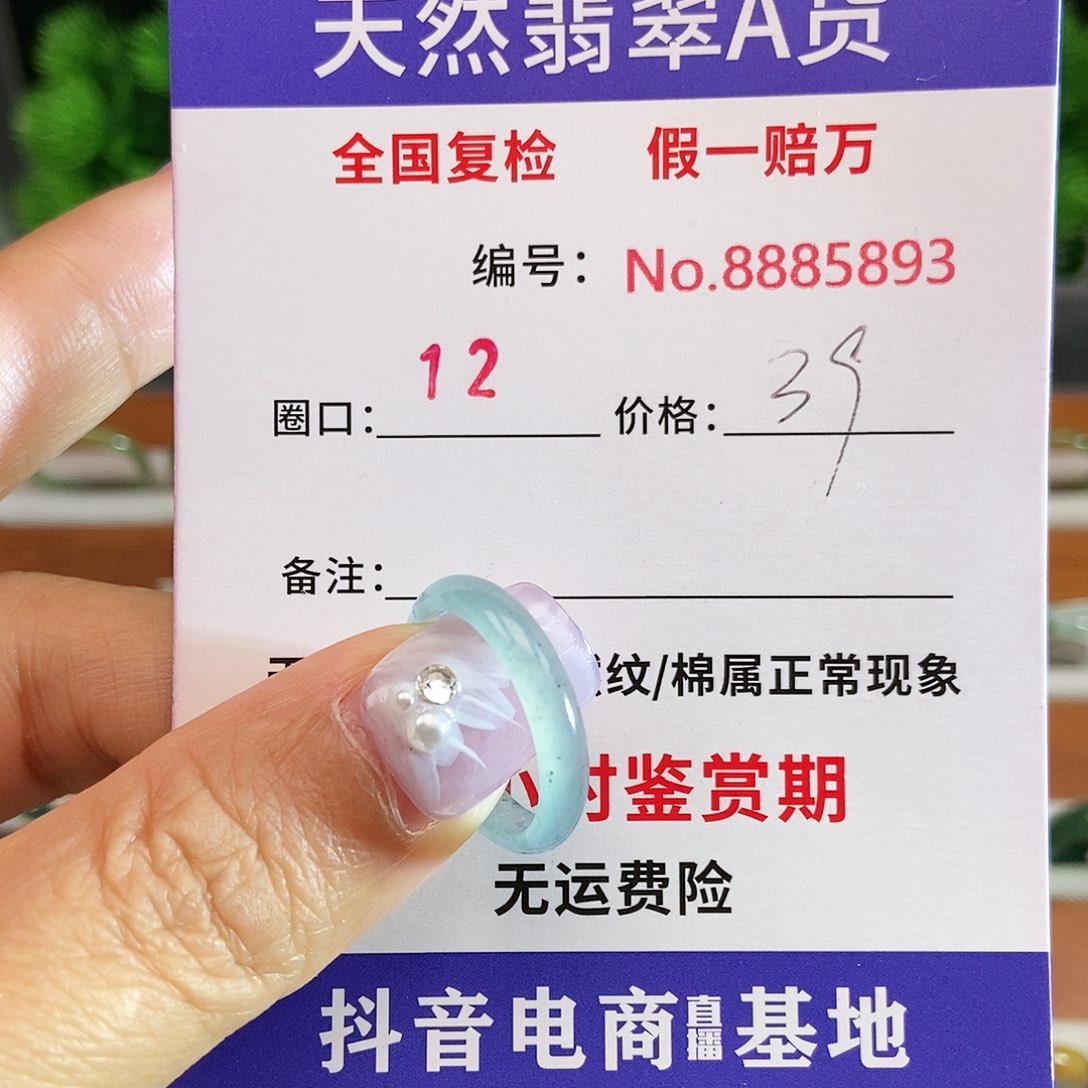 天然翡翠A货
全国复检 假一赔万
编号：No.8885893
圈口：12 价格：39
备注：
纹/棉属正常现象
小时鉴赏期
无运费险
抖音电商直播基地